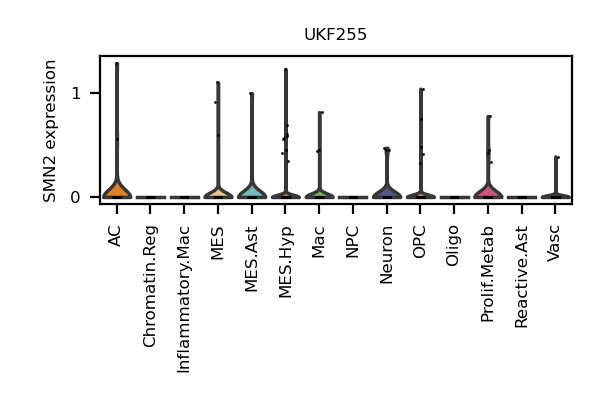 UKF255
SMN2 expression
1
0
AC
Chromatin.Reg
Inflammatory.Mac
MES
MES.Ast
MES.Hyp
Mac
NPC
Neuron
OPC
Oligo
Prolif.Metab
Reactive.Ast
Vasc